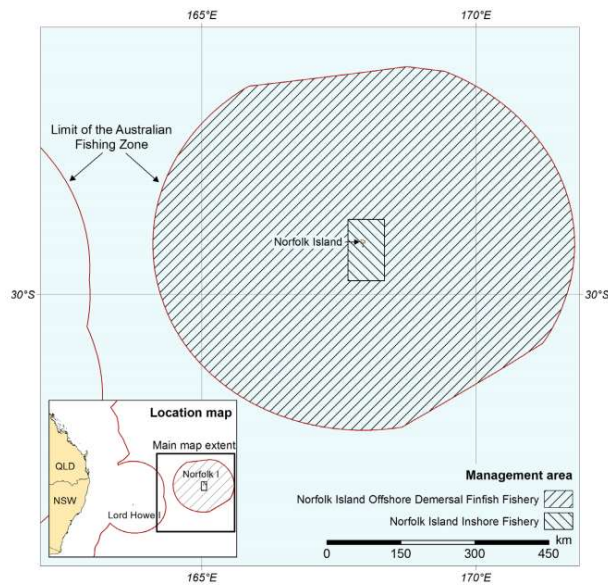 165°E
170°E
Limit of the Australian
Fishing Zone
Norfolk Island
30°S
30°S
Location map
Main map extent
QLD
Norfolk I
NSW
Lord Howe I
Management area
Norfolk Island Offshore Demersal Finfish Fishery
Norfolk Island Inshore Fishery
km
0
150
300
450
165°E
170°E